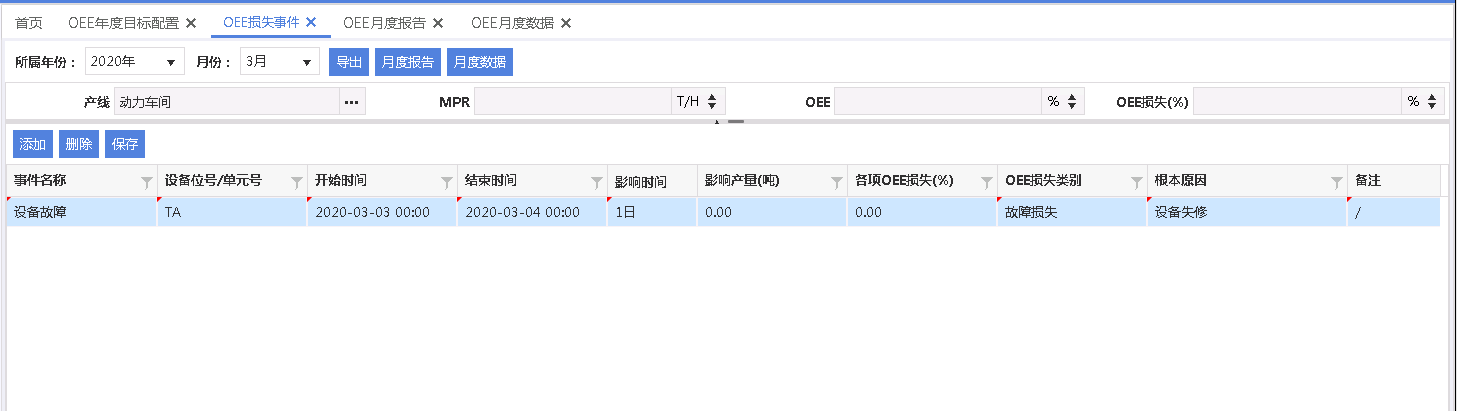 首页 OEE年度目标配置 OEE损失事件 OEE月度报告 OEE月度数据
所属年份： 2020年 月份： 3月 导出 月度报告 月度数据
产线 动力车间 ••• MPR T/H OEE % OEE损失(%) %
添加 删除 保存
事件名称 设备位号/单元号 开始时间 结束时间 影响时间 影响产量(吨) 各项OEE损失(%) OEE损失类别 根本原因 备注
设备故障 TA 2020-03-03 00:00 2020-03-04 00:00 1日 0.00 0.00 故障损失 设备失修 /